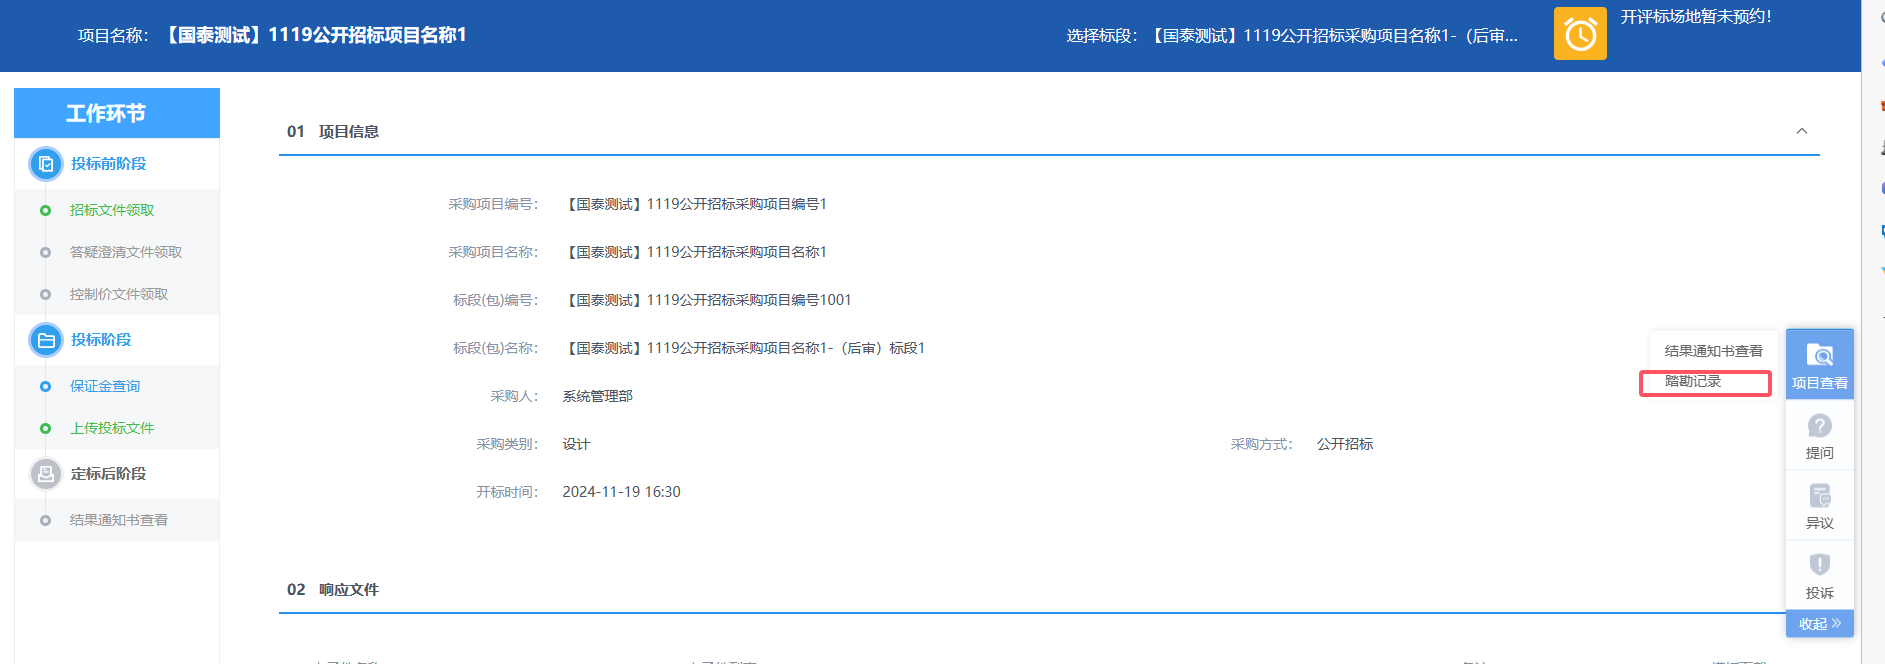 项目名称： 【国泰测试】1119公开招标项目名称1
选择标段： 【国泰测试】1119公开招标采购项目名称1-（后审...
开评标场地暂未预约！
工作环节
投标前阶段
招标文件领取
答疑澄清文件领取
控制价文件领取
投标阶段
保证金查询
上传投标文件
定标后阶段
结果通知书查看
01 项目信息
采购项目编号： 【国泰测试】1119公开招标采购项目编号1
采购项目名称： 【国泰测试】1119公开招标采购项目名称1
标段(包)编号： 【国泰测试】1119公开招标采购项目编号1001
标段(包)名称： 【国泰测试】1119公开招标采购项目名称1-（后审）标段1
采购人： 系统管理部
采购类别： 设计
采购方式： 公开招标
开标时间： 2024-11-19 16:30
02 响应文件
结果通知书查看
踏勘记录
项目查看
提问
异议
投诉
收起